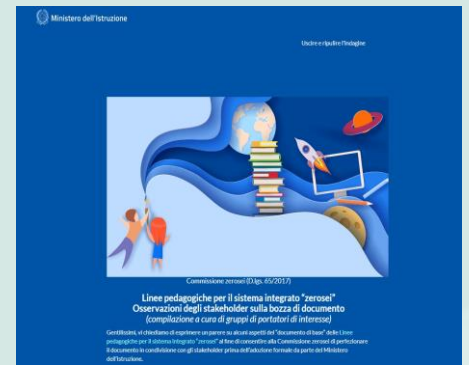 Ministero dell'Istruzione
Uscire e ripulire l'indagine
Commissione zerosei (D.lgs. 65/2017)
Linee pedagogiche per il sistema integrato "zerosei"
Osservazioni degli stakeholder sulla bozza di documento
(compilazione a cura di gruppi di portatori di interesse)
Gentilissimi, vi chiediamo di esprimere un parere su alcuni aspetti del "documento di base" delle Linee
pedagogiche per il sistema integrato "zerosei" al fine di consentire alla Commissione zerosei di perfezionare
il documento in condivisione con gli stakeholder prima dell'adozione formale da parte del Ministero
dell'Istruzione.